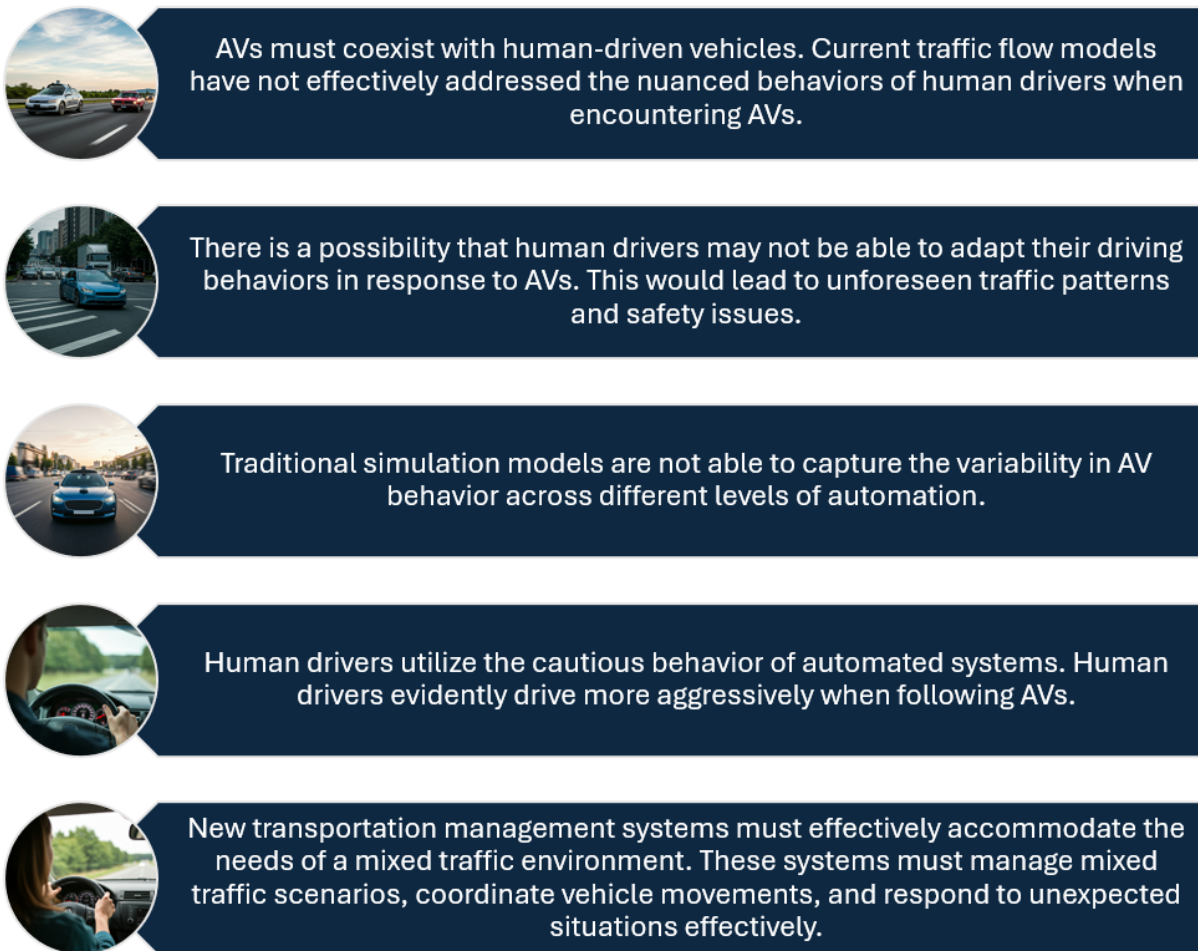 AVs must coexist with human-driven vehicles. Current traffic flow models
have not effectively addressed the nuanced behaviors of human drivers when
encountering AVs.
There is a possibility that human drivers may not be able to adapt their driving
behaviors in response to AVs. This would lead to unforeseen traffic patterns
and safety issues.
Traditional simulation models are not able to capture the variability in AV
behavior across different levels of automation.
Human drivers utilize the cautious behavior of automated systems. Human
drivers evidently drive more aggressively when following AVs.
New transportation management systems must effectively accommodate the
needs of a mixed traffic environment. These systems must manage mixed
traffic scenarios, coordinate vehicle movements, and respond to unexpected
situations effectively.